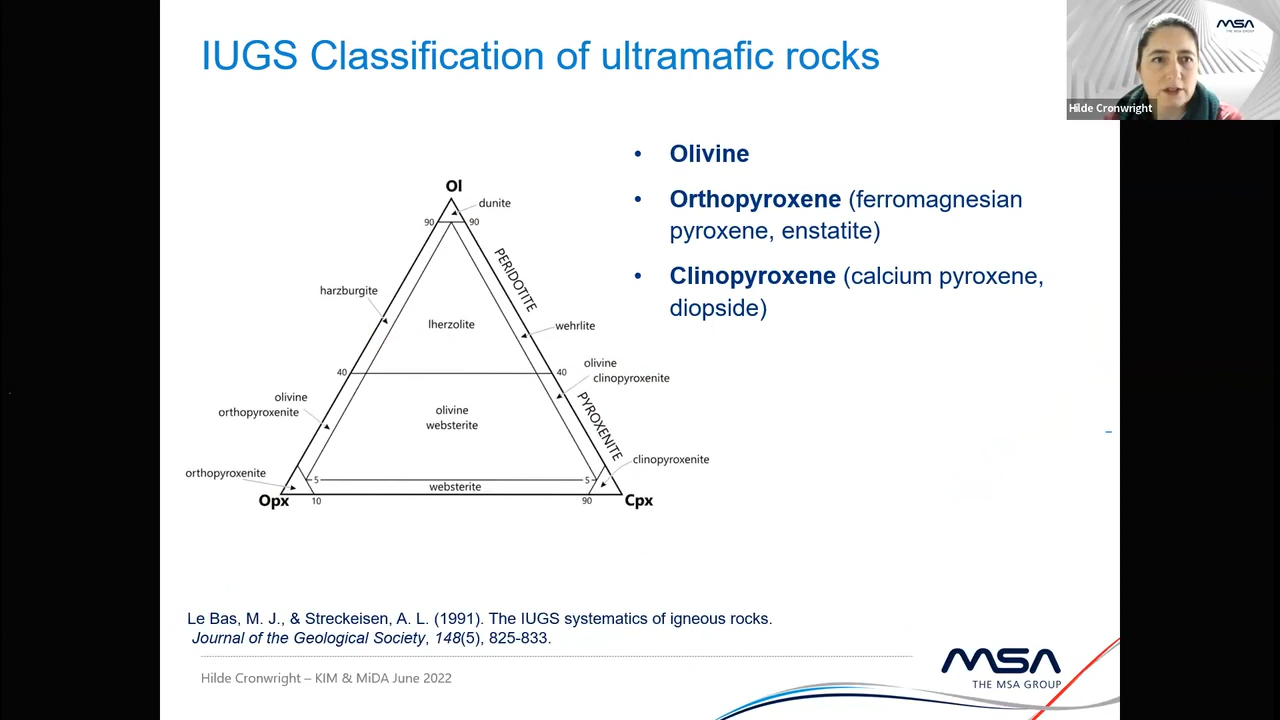 IUGS Classification of ultramafic rocks
MSA
THE MSA GROUP
Hilde Cronwright
• Olivine
• Orthopyroxene (ferromagnesian
pyroxene, enstatite)
• Clinopyroxene (calcium pyroxene,
diopside)
Ol
dunite
90
90
PERIDOTITE
harzburgite
lherzolite
wehrlite
40
40
olivine
clinopyroxenite
olivine
orthopyroxenite
olivine
websterite
PYROXENITE
orthopyroxenite
clinopyroxenite
5
5
websterite
Opx
10
90
Cpx
Le Bas, M. J., & Streckeisen, A. L. (1991). The IUGS systematics of igneous rocks.
Journal of the Geological Society, 148(5), 825-833.
Hilde Cronwright – KIM & MiDA June 2022
MSA
THE MSA GROUP